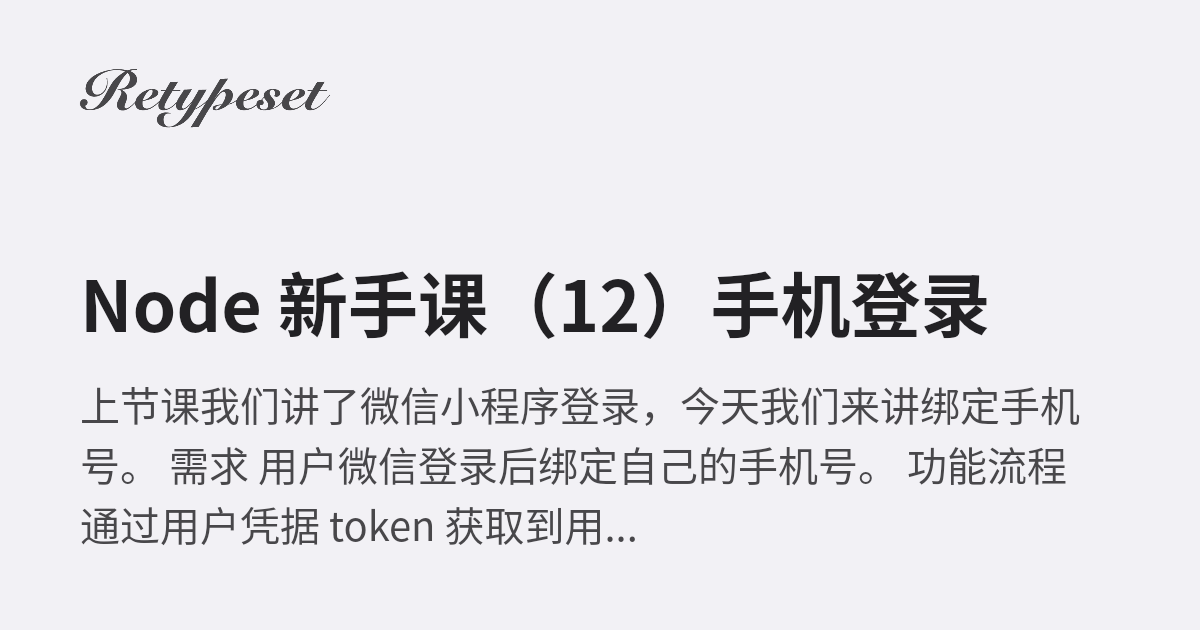 Retypeset
Node 新手课（12）手机登录
上节课我们讲了微信小程序登录，今天我们来讲绑定手机
号。 需求 用户微信登录后绑定自己的手机号。 功能流程
通过用户凭据 token 获取到用...